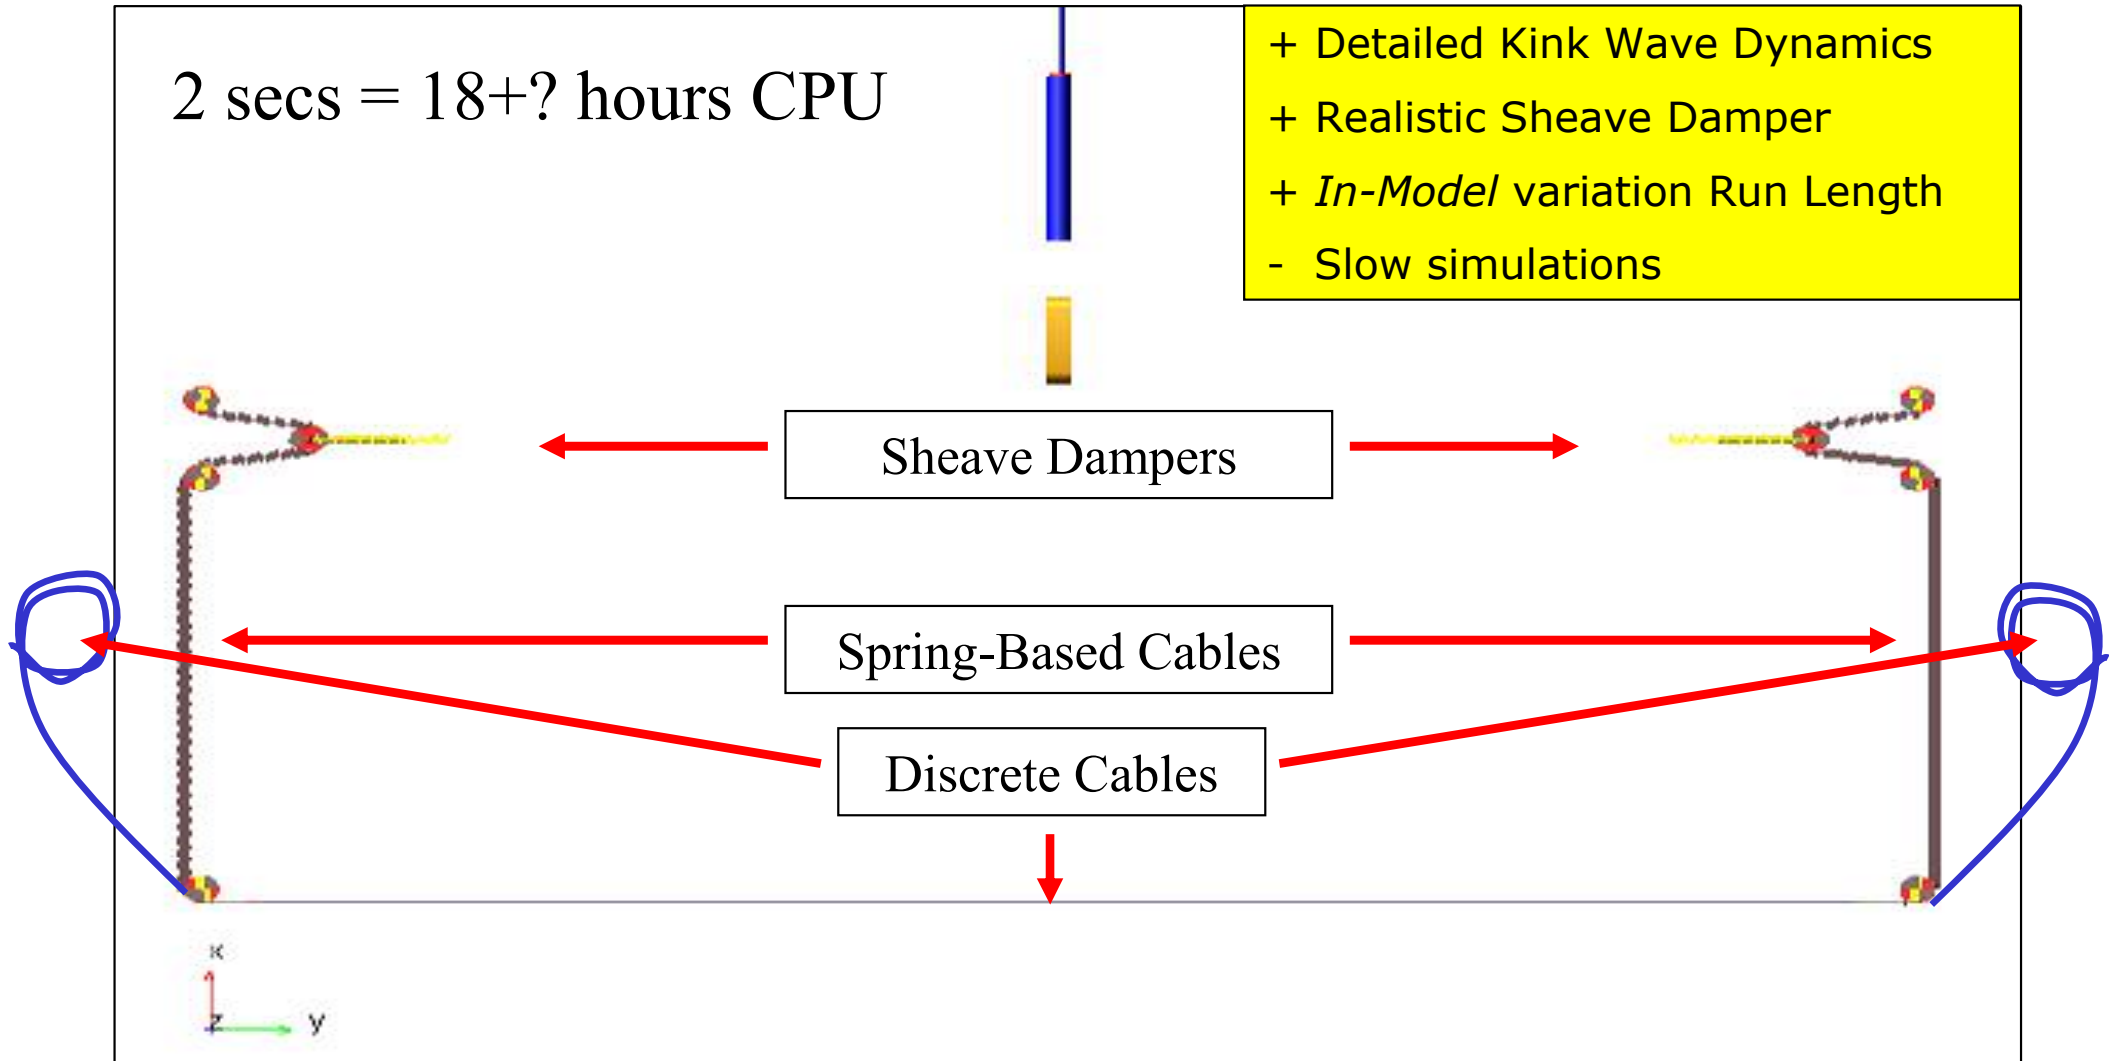 2 secs = 18+? hours CPU
+ Detailed Kink Wave Dynamics
+ Realistic Sheave Damper
+ In-Model variation Run Length
- Slow simulations
Sheave Dampers
Spring-Based Cables
Discrete Cables
x
z
y